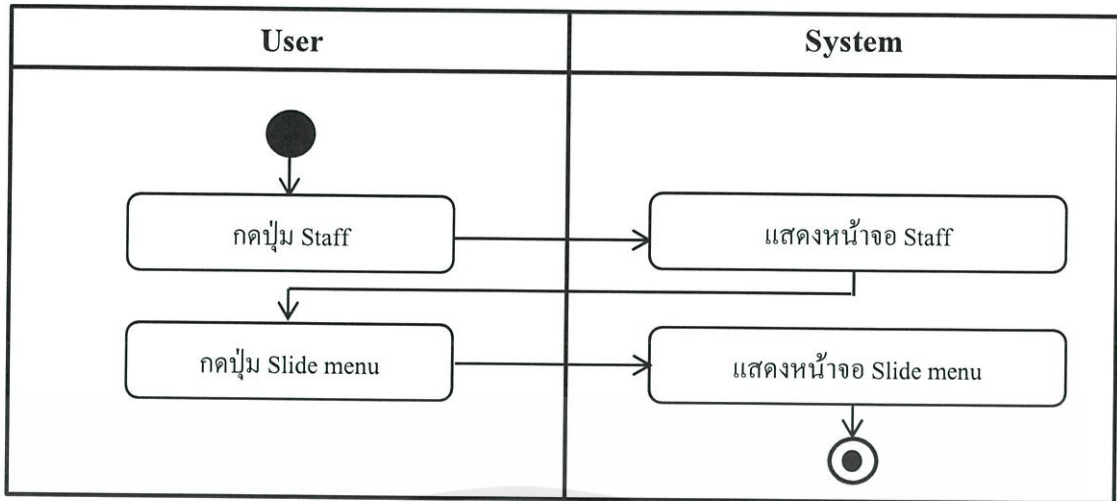 User
System
กดปุ่ม Staff
แสดงหน้าจอ Staff
กดปุ่ม Slide menu
แสดงหน้าจอ Slide menu